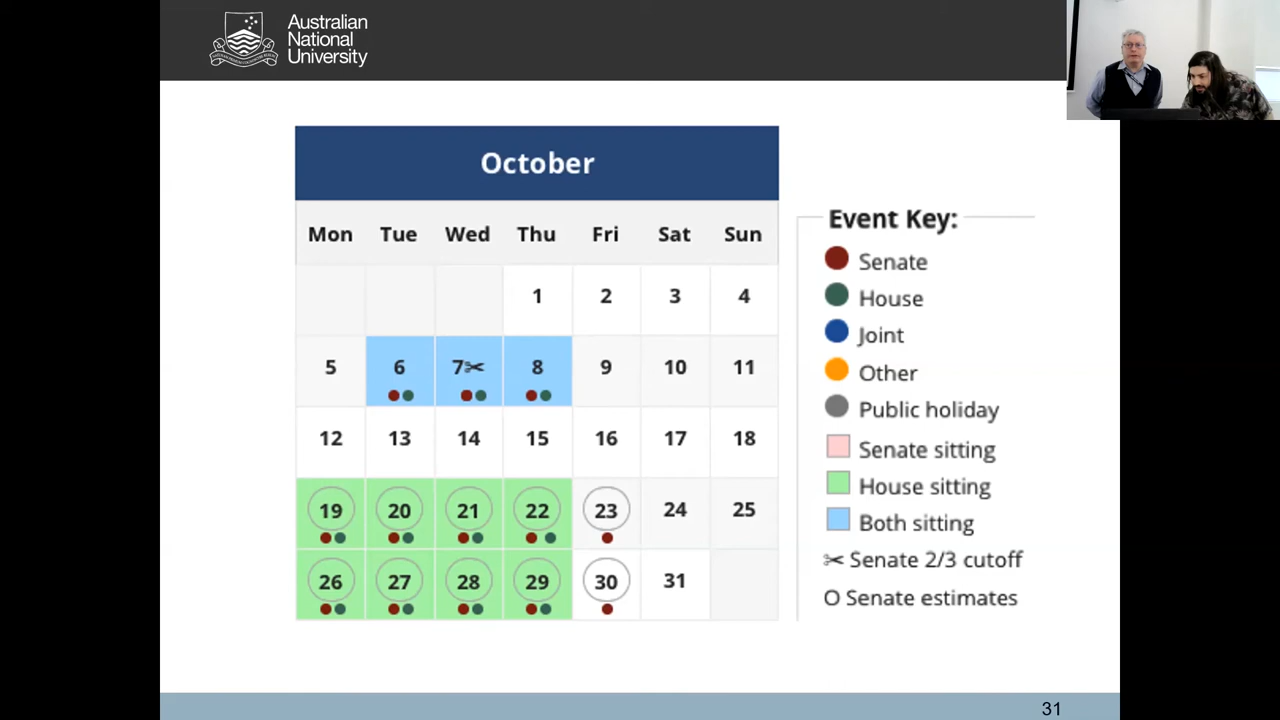 Australian
National
University
October
Mon Tue Wed Thu Fri Sat Sun
1 2 3 4
5 6 7✂ 8 9 10 11
12 13 14 15 16 17 18
19 20 21 22 23 24 25
26 27 28 29 30 31
Event Key:
Senate
House
Joint
Other
Public holiday
Senate sitting
House sitting
Both sitting
✂ Senate 2/3 cutoff
O Senate estimates
31